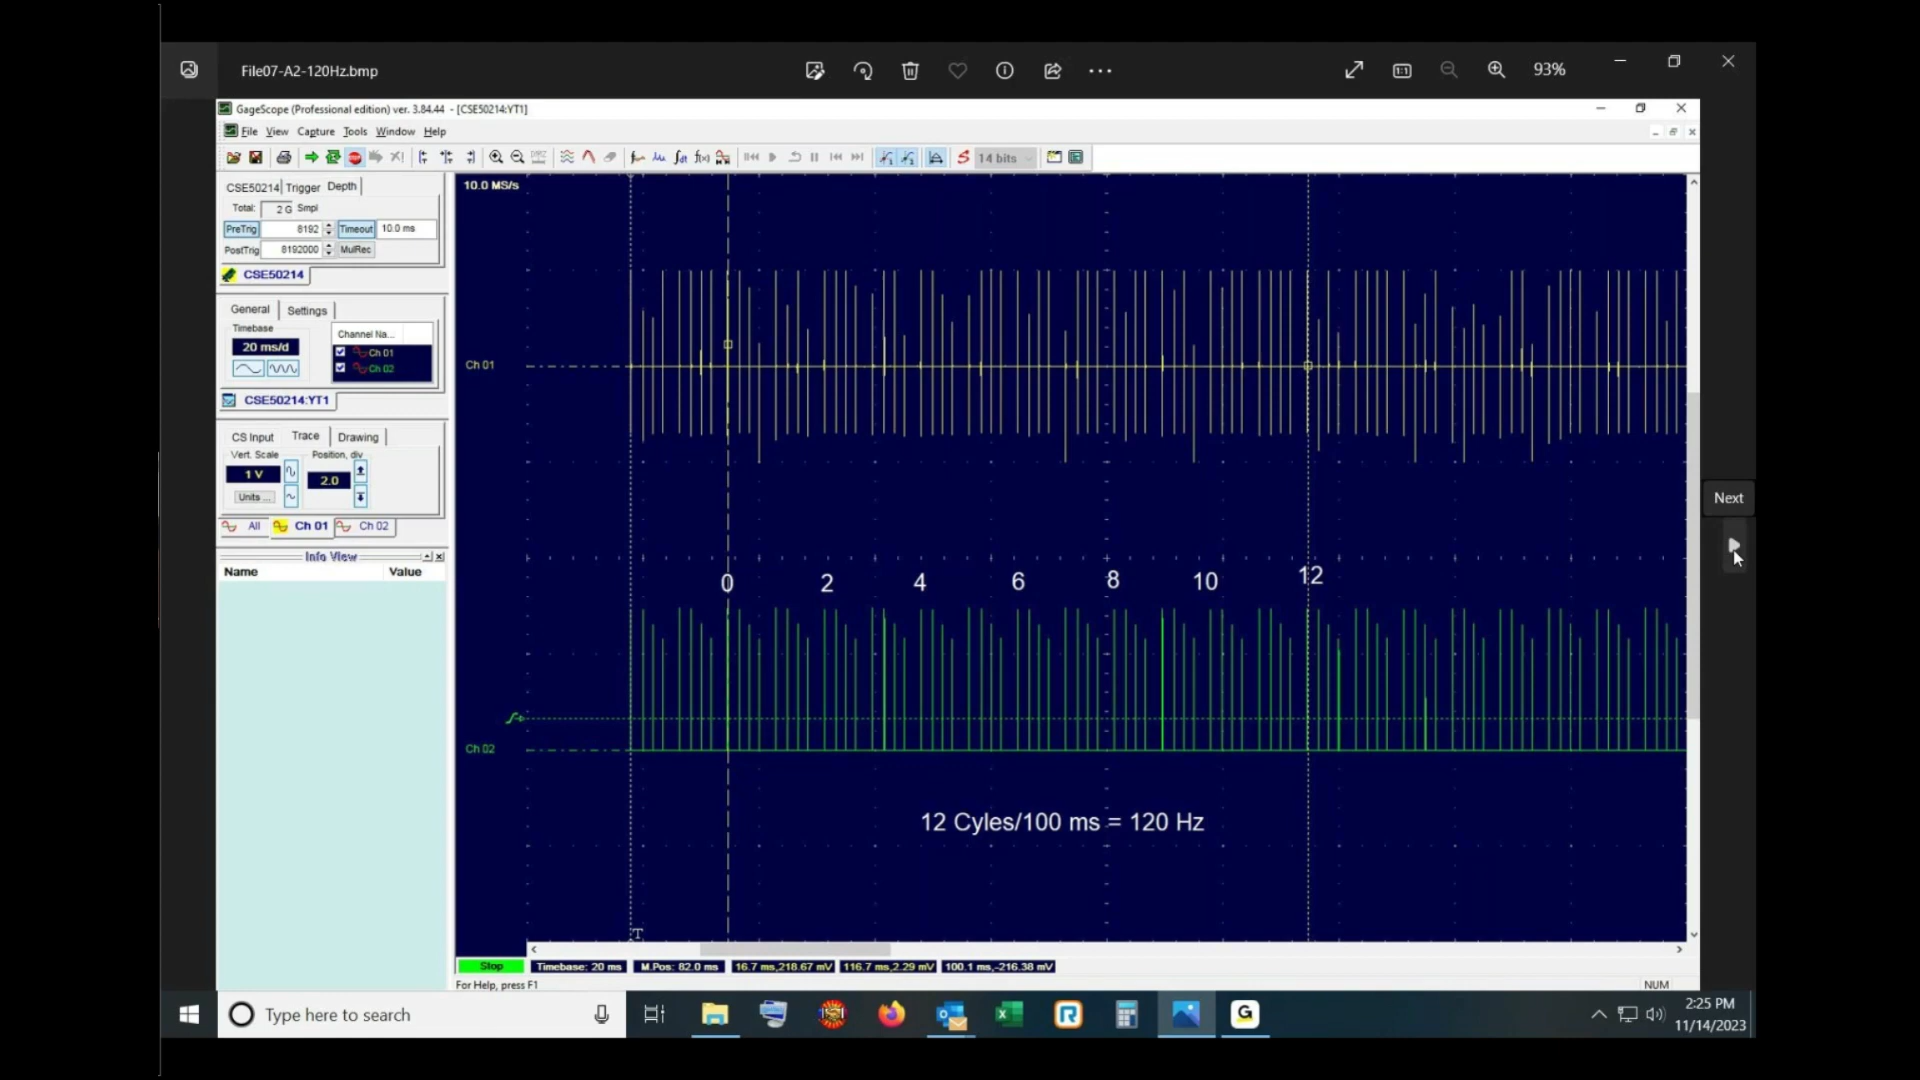 File07-A2-120Hz.bmp
93%
GageScope (Professional edition) ver. 3.84.44 - [CSE50214:YT1]
File View Capture Tools Window Help
14 bits
CSE50214 Trigger Depth
Total: 2 G Smpl
PreTrig 8192 Timeout 10.0 ms
PostTrig 8192000 MulRec
CSE50214
General Settings
Timebase
20 ms/d
Channel Na...
Ch 01
Ch 02
CSE50214:YT1
CS Input Trace Drawing
Vert. Scale Position, div
1 V 2.0
Units ...
All Ch 01 Ch 02
Info View
Name Value
10.0 MS/s
Ch 01
0 2 4 6 8 10 12
Ch 02
12 Cyles/100 ms = 120 Hz
T
Next
Stop Timebase: 20 ms M.Pos: 82.0 ms 16.7 ms,218.67 mV 116.7 ms,2.29 mV 100.1 ms,-216.38 mV
For Help, press F1 NUM
Type here to search
2:25 PM
11/14/2023